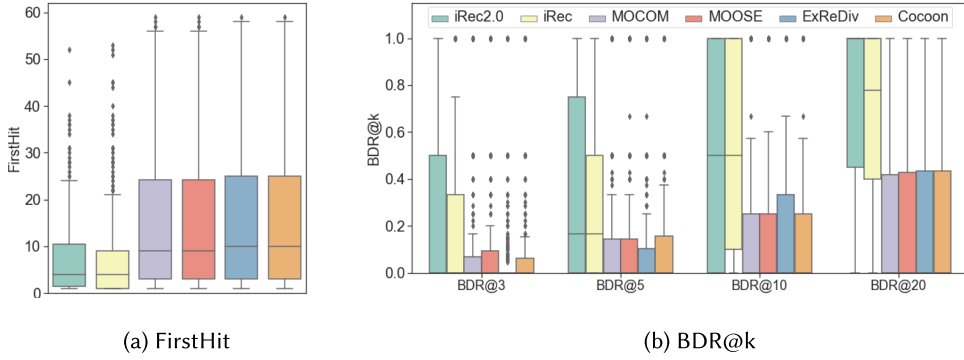 60
50
40
30
20
10
0
FirstHit
iRec2.0 iRec MOCOM MOOSE ExReDiv Cocoon
1.0
0.8
0.6
0.4
0.2
0.0
BDR@k
BDR@3 BDR@5 BDR@10 BDR@20
(a) FirstHit
(b) BDR@k